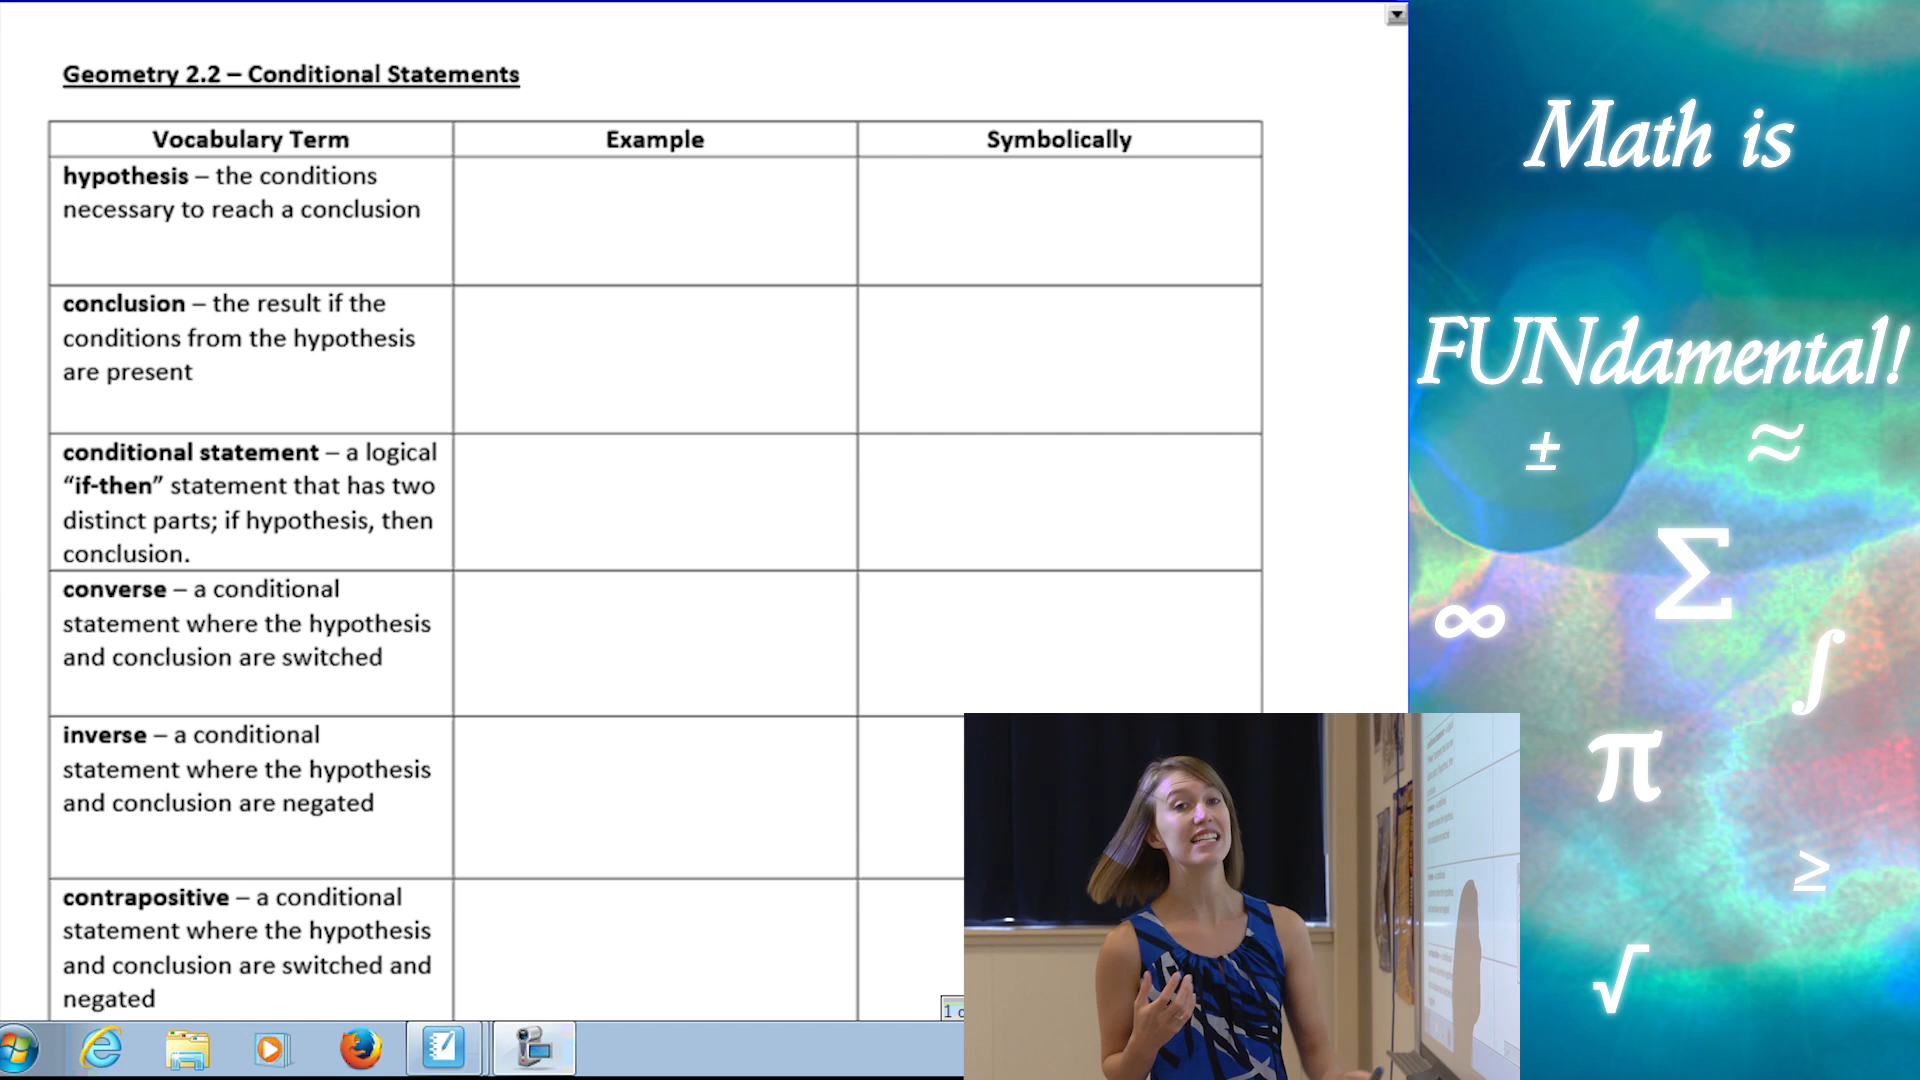 Geometry 2.2 – Conditional Statements
Vocabulary Term
Example
Symbolically
hypothesis – the conditions
necessary to reach a conclusion
conclusion – the result if the
conditions from the hypothesis
are present
conditional statement – a logical
“if-then” statement that has two
distinct parts; if hypothesis, then
conclusion.
converse – a conditional
statement where the hypothesis
and conclusion are switched
inverse – a conditional
statement where the hypothesis
and conclusion are negated
contrapositive – a conditional
statement where the hypothesis
and conclusion are switched and
negated
Math is
FUNdamental!
±
≈
Σ
∞
∫
π
≥
√